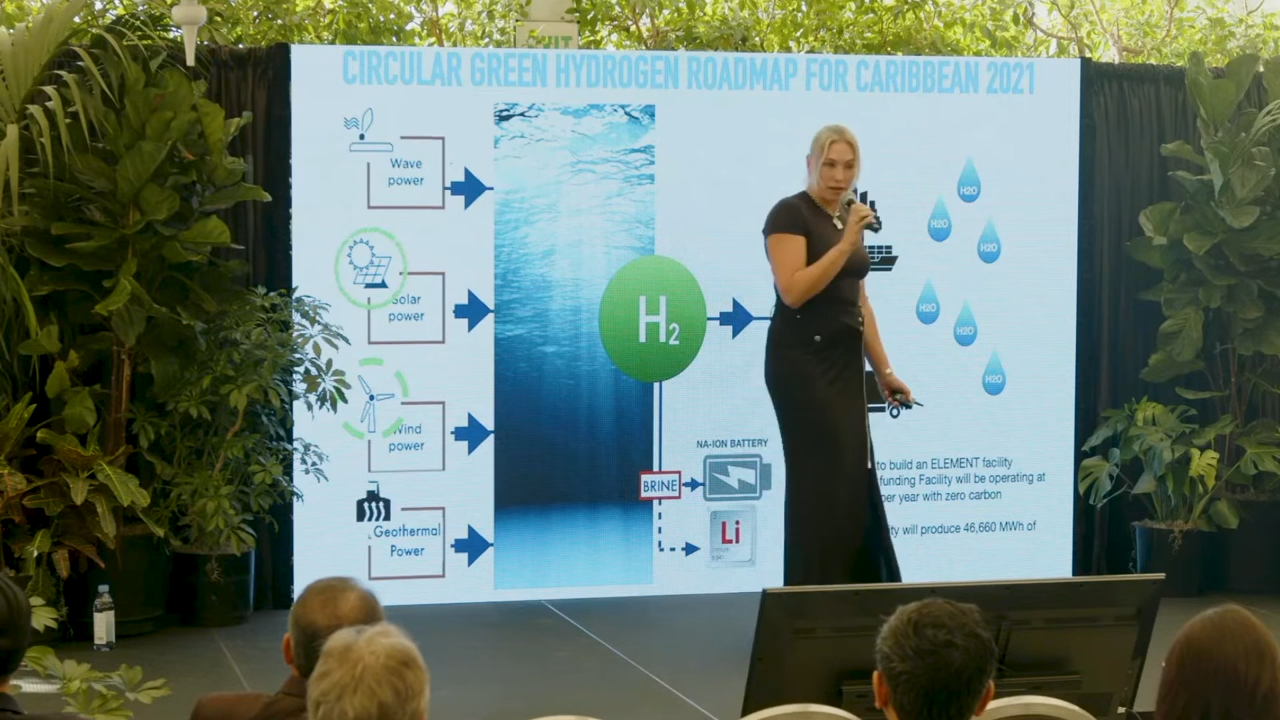 EXIT
CIRCULAR GREEN HYDROGEN ROADMAP FOR CARIBBEAN 2021
Wave
power
Solar
power
Wind
power
Geothermal
Power
H2
NA-ION BATTERY
BRINE
Li
H2O
H2O
H2O
H2O
H2O
H2O
to build an ELEMENT facility
funding Facility will be operating at
per year with zero carbon
ity will produce 46,660 MWh of